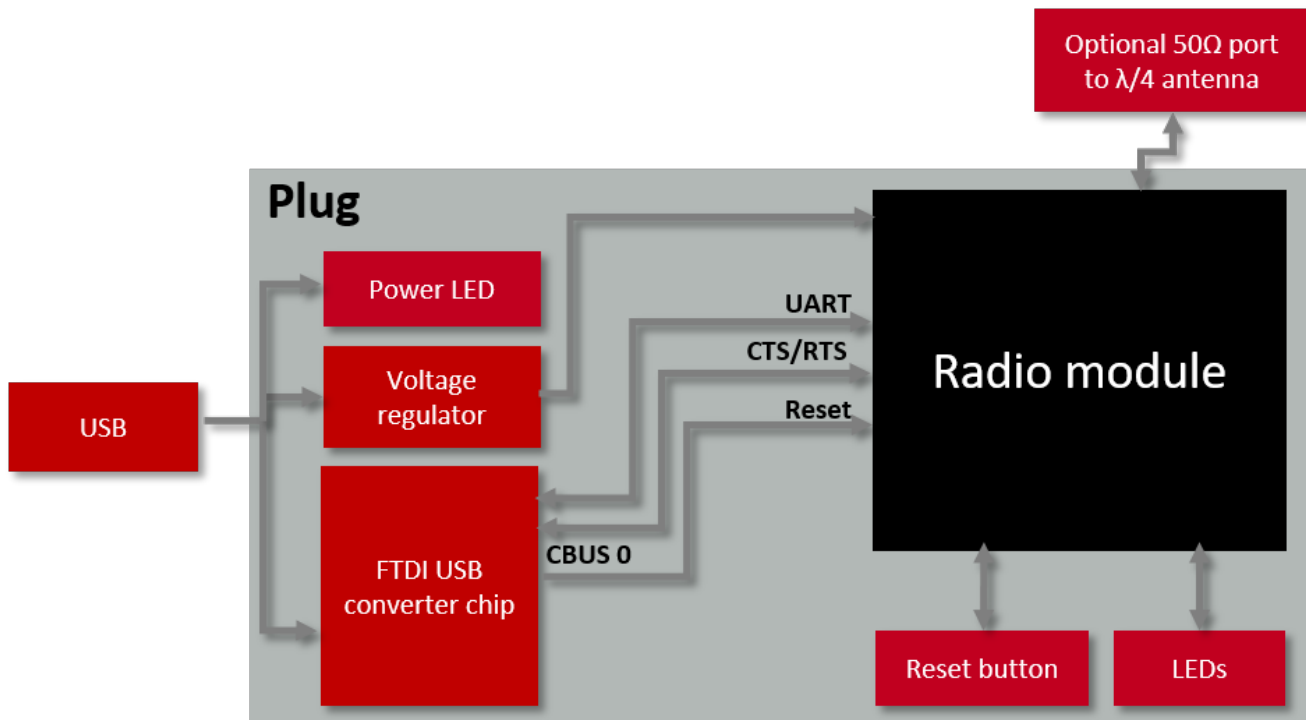 Optional 50Ω port
to λ/4 antenna
Plug
Power LED
UART
CTS/RTS
Radio module
Voltage
regulator
USB
Reset
CBUS 0
FTDI USB
converter chip
Reset button
LEDs